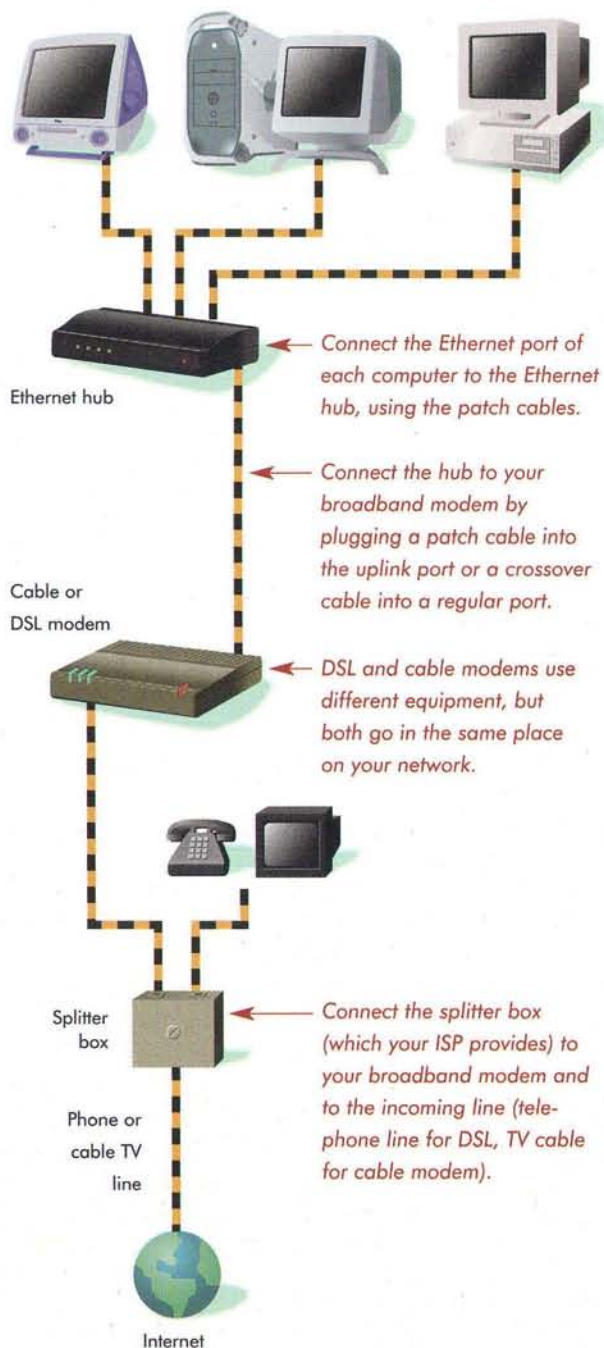 Connect the Ethernet port of
each computer to the Ethernet
hub, using the patch cables.
Ethernet hub
Connect the hub to your
broadband modem by
plugging a patch cable into
the uplink port or a crossover
cable into a regular port.
Cable or
DSL modem
DSL and cable modems use
different equipment, but
both go in the same place
on your network.
Splitter
box
Connect the splitter box
(which your ISP provides) to
your broadband modem and
to the incoming line (tele-
phone line for DSL, TV cable
for cable modem).
Phone or
cable TV
line
Internet